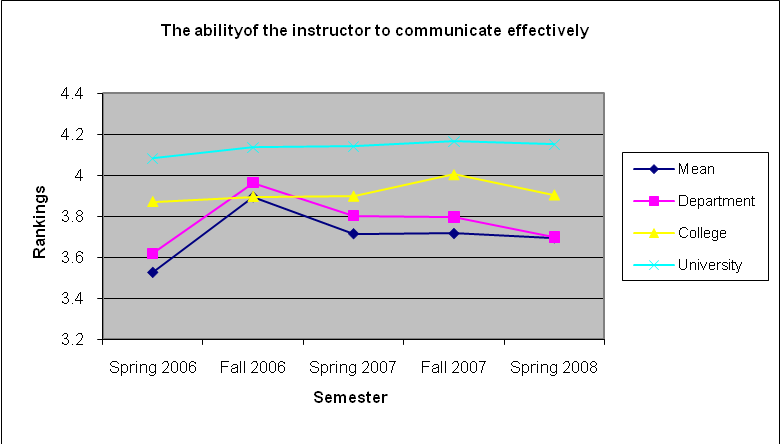 The abilityof the instructor to communicate effectively
4.4
4.2
4
3.8
3.6
3.4
3.2
Rankings
Spring 2006 Fall 2006 Spring 2007 Fall 2007 Spring 2008
Semester
Mean
Department
College
University